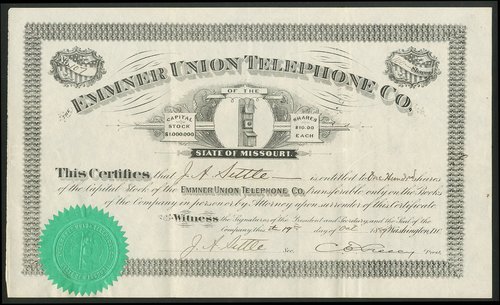 EMMNER UNION TELEPHONE CO.
OF THE
CAPITAL STOCK $1,000,000
SHARES $10.00 EACH
STATE OF MISSOURI.
This Certifies that J.A. Settle is entitled to One Hundred shares
of the Capital Stock of the EMMNER UNION TELEPHONE CO. transferable only on the Books
of the Company in person or by Attorney upon surrender of this Certificate.
Witness the Signatures of the President and Secretary and the Seal of the
Company this 19th day of Oct Washington, D.C.
J.A. Settle Sec. Prest.